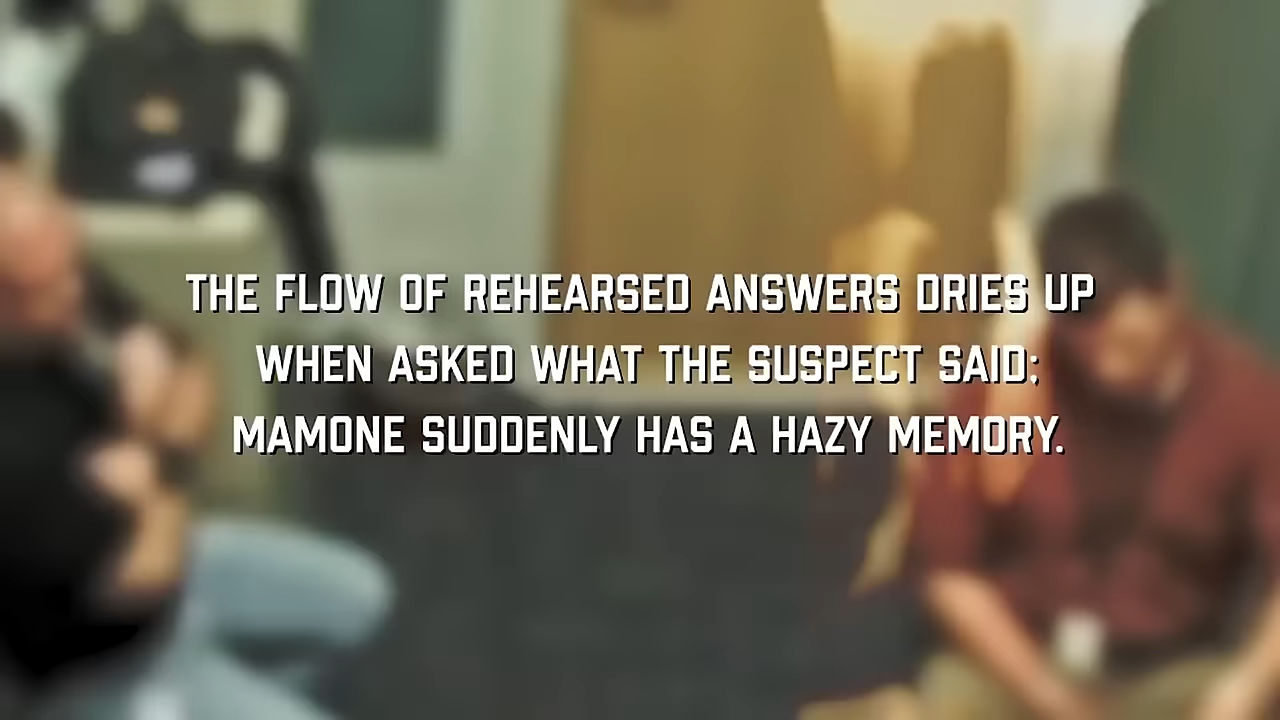 THE FLOW OF REHEARSED ANSWERS DRIES UP
WHEN ASKED WHAT THE SUSPECT SAID;
MAMONE SUDDENLY HAS A HAZY MEMORY.